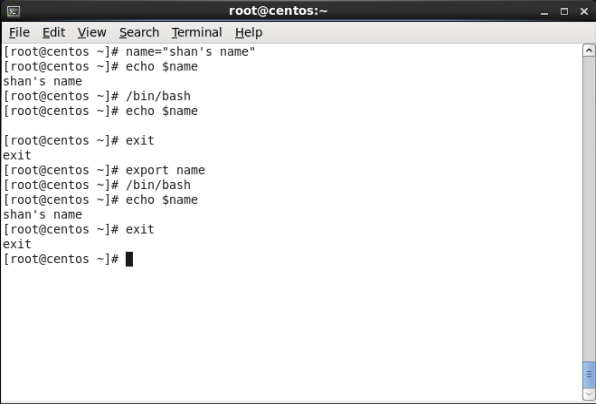 root@centos:~
File Edit View Search Terminal Help
[root@centos ~]# name="shan's name"
[root@centos ~]# echo $name
shan's name
[root@centos ~]# /bin/bash
[root@centos ~]# echo $name
[root@centos ~]# exit
exit
[root@centos ~]# export name
[root@centos ~]# /bin/bash
[root@centos ~]# echo $name
shan's name
[root@centos ~]# exit
exit
[root@centos ~]#